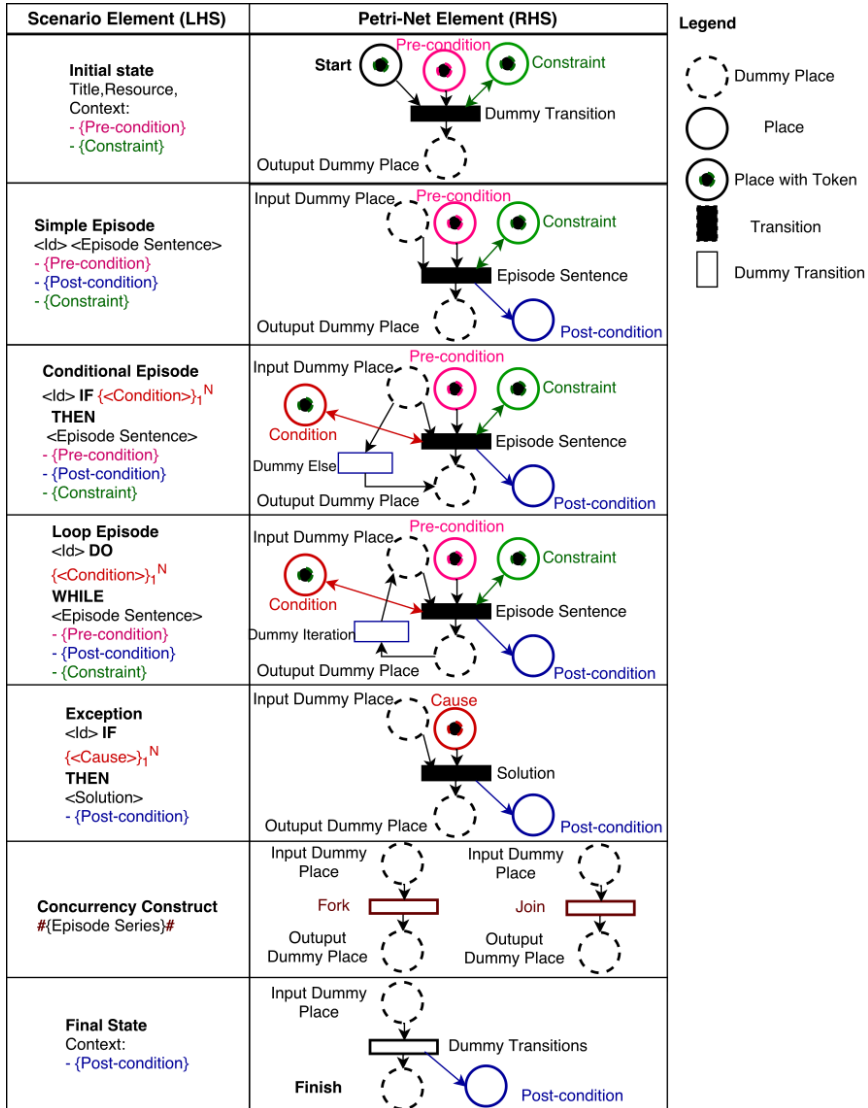 Scenario Element (LHS)
Petri-Net Element (RHS)
Initial state
Title,Resource,
Context:
- {Pre-condition}
- {Constraint}
Start
Pre-condition
Constraint
Dummy Transition
Outuput Dummy Place
Simple Episode
<Id> <Episode Sentence>
- {Pre-condition}
- {Post-condition}
- {Constraint}
Input Dummy Place
Pre-condition
Constraint
Episode Sentence
Outuput Dummy Place
Post-condition
Conditional Episode
<Id> IF {<Condition>}₁ᴺ
THEN
<Episode Sentence>
- {Pre-condition}
- {Post-condition}
- {Constraint}
Input Dummy Place
Pre-condition
Constraint
Condition
Episode Sentence
Dummy Else
Outuput Dummy Place
Post-condition
Loop Episode
<Id> DO
{<Condition>}₁ᴺ
WHILE
<Episode Sentence>
- {Pre-condition}
- {Post-condition}
- {Constraint}
Input Dummy Place
Pre-condition
Constraint
Condition
Episode Sentence
Dummy Iteration
Outuput Dummy Place
Post-condition
Exception
<Id> IF
{<Cause>}₁ᴺ
THEN
<Solution>
- {Post-condition}
Input Dummy Place
Cause
Solution
Outuput Dummy Place
Post-condition
Concurrency Construct
#{Episode Series}#
Input Dummy
Place
Fork
Outuput
Dummy Place
Input Dummy
Place
Join
Outuput
Dummy Place
Final State
Context:
- {Post-condition}
Input Dummy
Place
Dummy Transitions
Finish
Post-condition
Legend
Dummy Place
Place
Place with Token
Transition
Dummy Transition